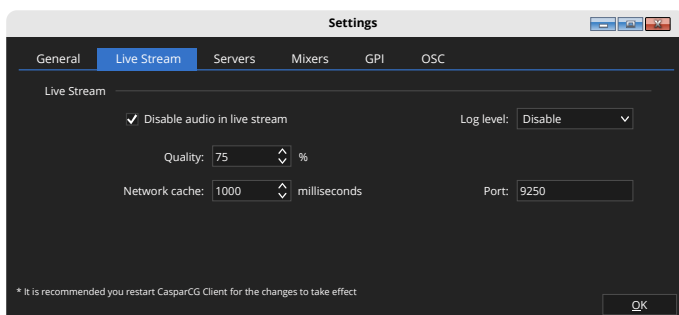 Settings
General Live Stream Servers Mixers GPI OSC
Live Stream
Disable audio in live stream Log level: Disable
Quality: 75 %
Network cache: 1000 milliseconds Port: 9250
* It is recommended you restart CasparCG Client for the changes to take effect
OK